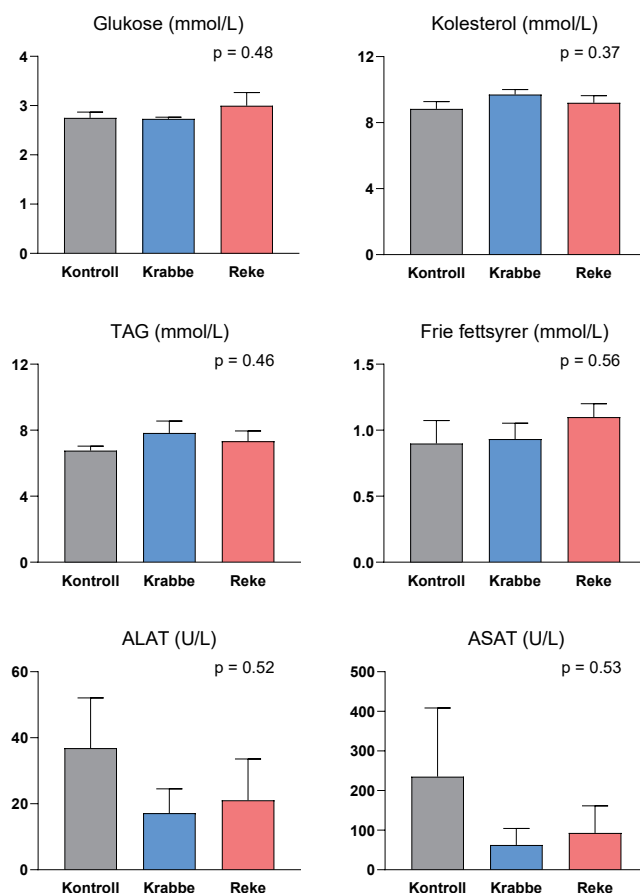 Glukose (mmol/L)
p = 0.48
4
3
2
1
0
Kontroll Krabbe Reke
Kolesterol (mmol/L)
p = 0.37
12
8
4
0
Kontroll Krabbe Reke
TAG (mmol/L)
p = 0.46
12
8
4
0
Kontroll Krabbe Reke
Frie fettsyrer (mmol/L)
p = 0.56
1.5
1.0
0.5
0.0
Kontroll Krabbe Reke
ALAT (U/L)
p = 0.52
60
40
20
0
Kontroll Krabbe Reke
ASAT (U/L)
p = 0.53
500
400
300
200
100
0
Kontroll Krabbe Reke